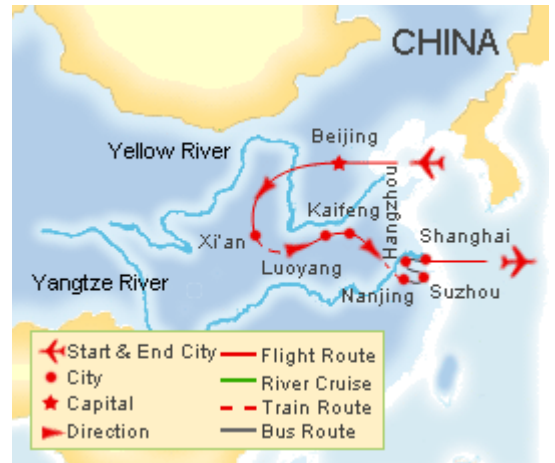 CHINA
Beijing
Yellow River
Hangzhou
Kaifeng
Xi'an
Shanghai
Luoyang
Yangtze River
Nanjing
Suzhou
Start & End City
City
Capital
Direction
Flight Route
River Cruise
Train Route
Bus Route